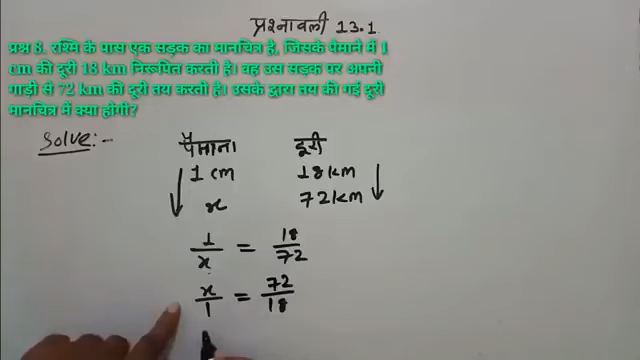 प्रश्नावली 13.1
प्रश्न 8. रश्मि के पास एक सड़क का मानचित्र है, जिसके पैमाने में 1
cm की दूरी 18 km निरूपित करती है। वह उस सड़क पर अपनी
गाड़ी से 72 km की दूरी तय करती है। उसके द्वारा तय की गई दूरी
मानचित्र में क्या होगी?
Solve:-
पैमाना दूरी
1 cm 18 km
x 72 km
1/x = 18/72
x/1 = 72/18